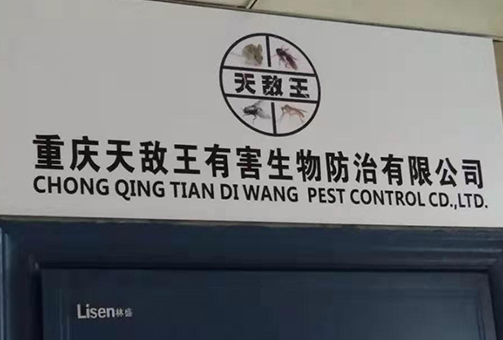 天敌王
重庆天敌王有害生物防治有限公司
CHONG QING TIAN DI WANG PEST CONTROL CD.,LTD.
Lisen林盛